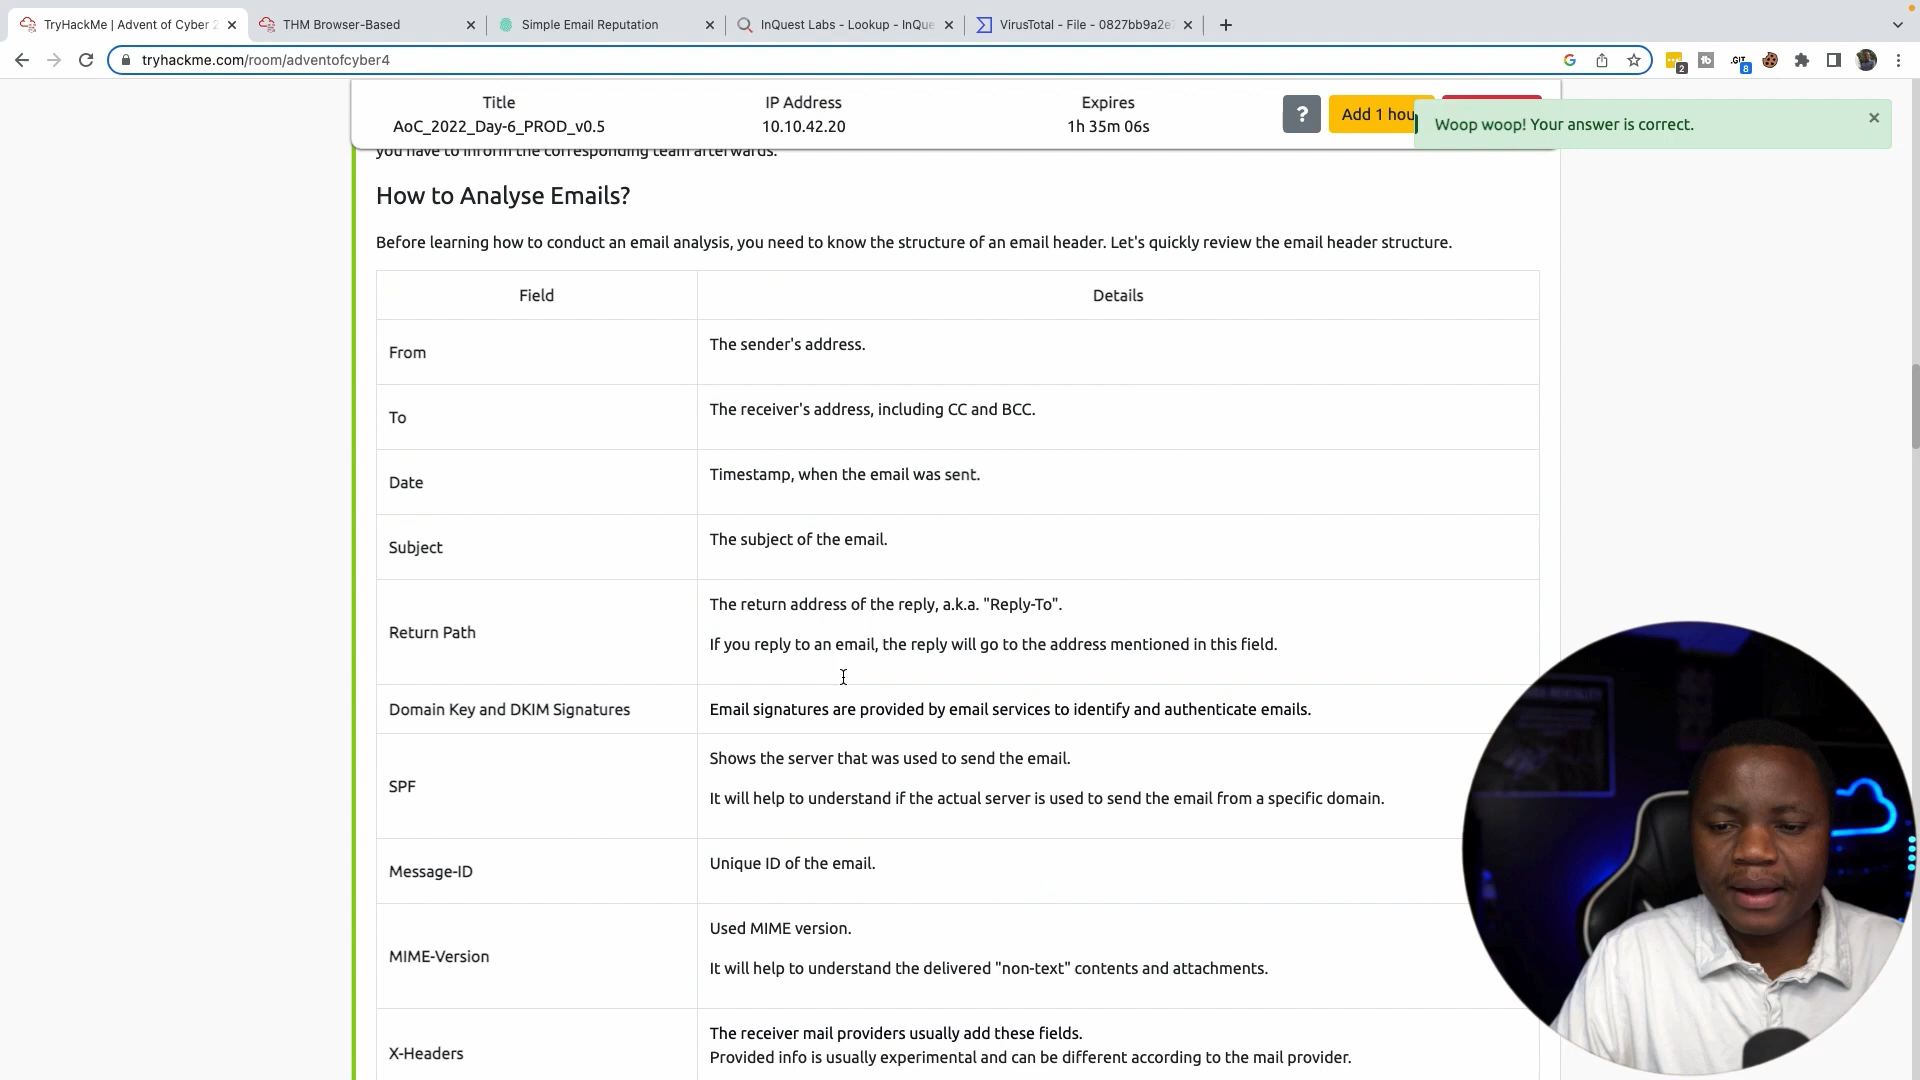 TryHackMe | Advent of Cyber 2
THM Browser-Based
Simple Email Reputation
InQuest Labs - Lookup - InQue
VirusTotal - File - 0827bb9a2e
tryhackme.com/room/adventofcyber4
Title
AoC_2022_Day-6_PROD_v0.5
IP Address
10.10.42.20
Expires
1h 35m 06s
?
Add 1 hou
Woop woop! Your answer is correct.
you have to inform the corresponding team afterwards.
How to Analyse Emails?
Before learning how to conduct an email analysis, you need to know the structure of an email header. Let's quickly review the email header structure.
Field
Details
From
The sender's address.
To
The receiver's address, including CC and BCC.
Date
Timestamp, when the email was sent.
Subject
The subject of the email.
Return Path
The return address of the reply, a.k.a. "Reply-To".
If you reply to an email, the reply will go to the address mentioned in this field.
Domain Key and DKIM Signatures
Email signatures are provided by email services to identify and authenticate emails.
SPF
Shows the server that was used to send the email.
It will help to understand if the actual server is used to send the email from a specific domain.
Message-ID
Unique ID of the email.
MIME-Version
Used MIME version.
It will help to understand the delivered "non-text" contents and attachments.
X-Headers
The receiver mail providers usually add these fields.
Provided info is usually experimental and can be different according to the mail provider.